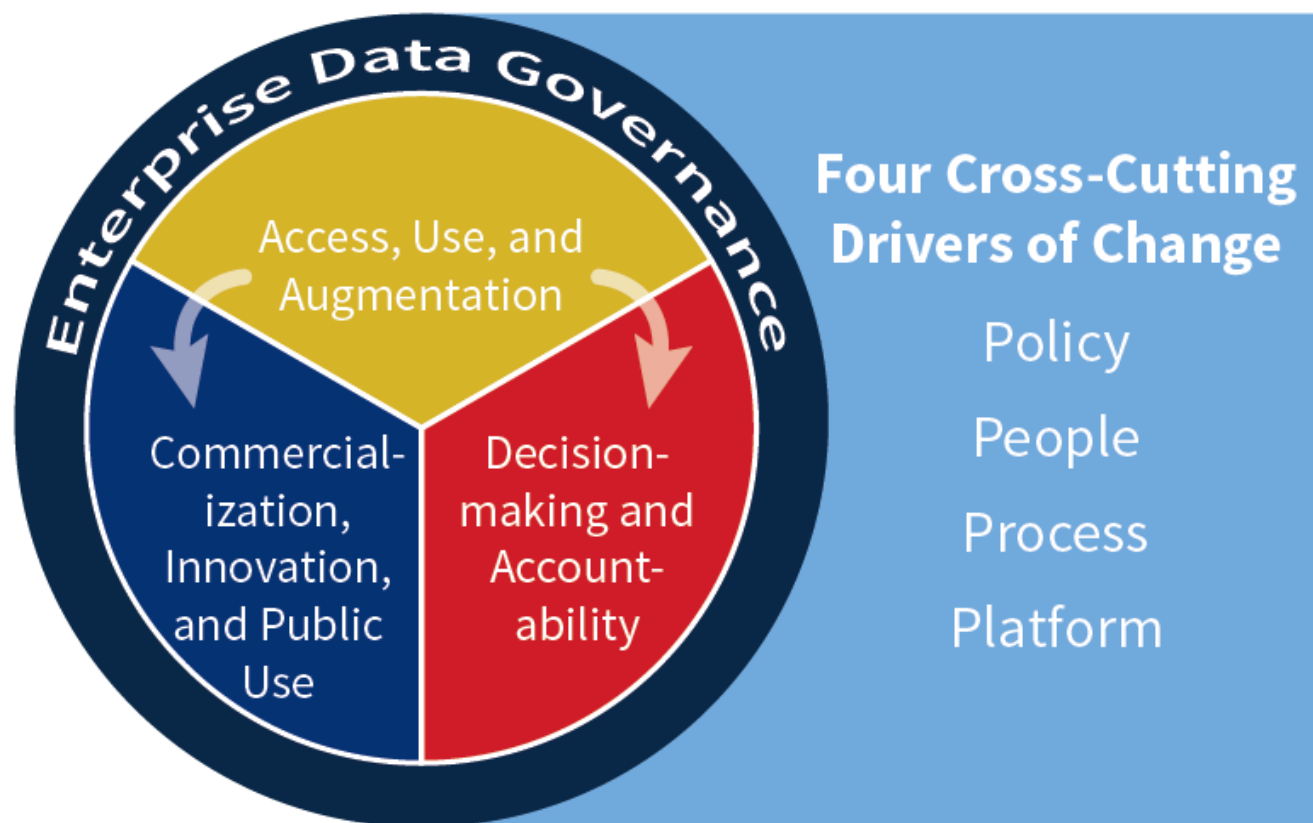 Enterprise Data Governance
Access, Use, and
Augmentation
Commercial-
ization,
Innovation,
and Public
Use
Decision-
making and
Account-
ability
Four Cross-Cutting
Drivers of Change
Policy
People
Process
Platform